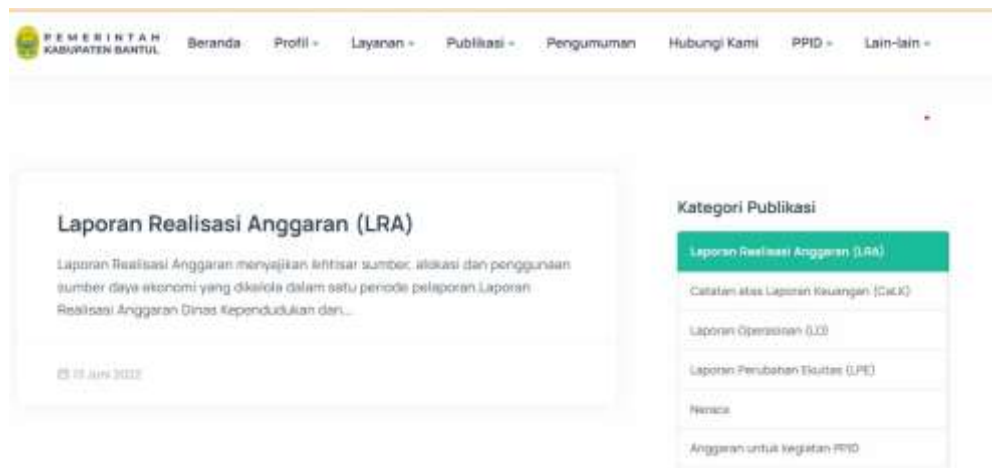 PEMERINTAH
KABUPATEN BANTUL
Beranda Profil Layanan Publikasi Pengumuman Hubungi Kami PPID Lain-lain
Laporan Realisasi Anggaran (LRA)
Laporan Realisasi Anggaran menyajikan ikhtisar sumber, alokasi dan penggunaan
sumber daya ekonomi yang dikelola dalam satu periode pelaporan.Laporan
Realisasi Anggaran Dinas Kependudukan dan...
Juni 2022
Kategori Publikasi
Laporan Realisasi Anggaran (LRA)
Catatan atas Laporan Keuangan (CaLK)
Laporan Operasional (LO)
Laporan Perubahan Ekuitas (LPE)
Neraca
Anggaran untuk kegiatan PPID